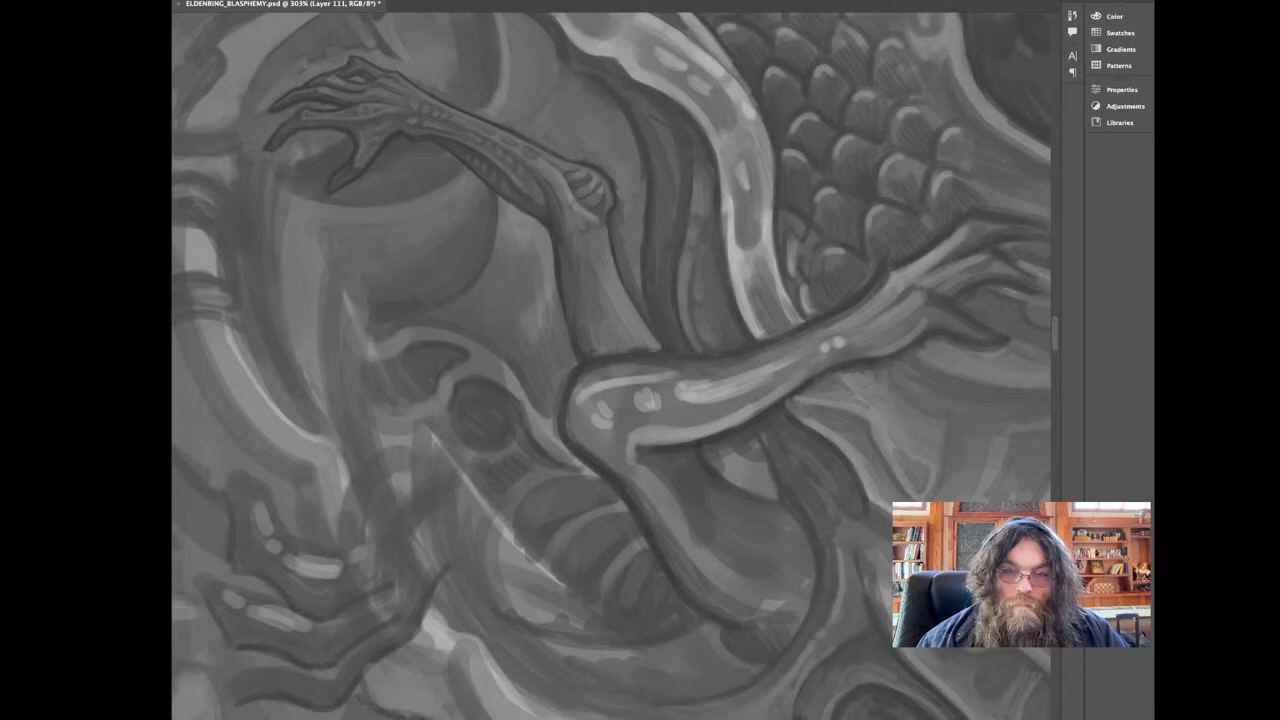 × ELDENRING_BLASPHEMY.psd @ 303% (Layer 111, RGB/8*) *
Color
Swatches
Gradients
Patterns
A|
¶
Properties
Adjustments
Libraries